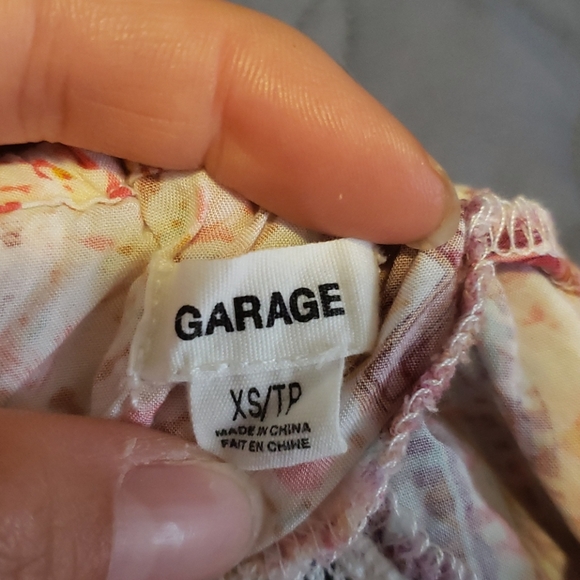 GARAGE
XS/TP
MADE IN CHINA
FAIT EN CHINE